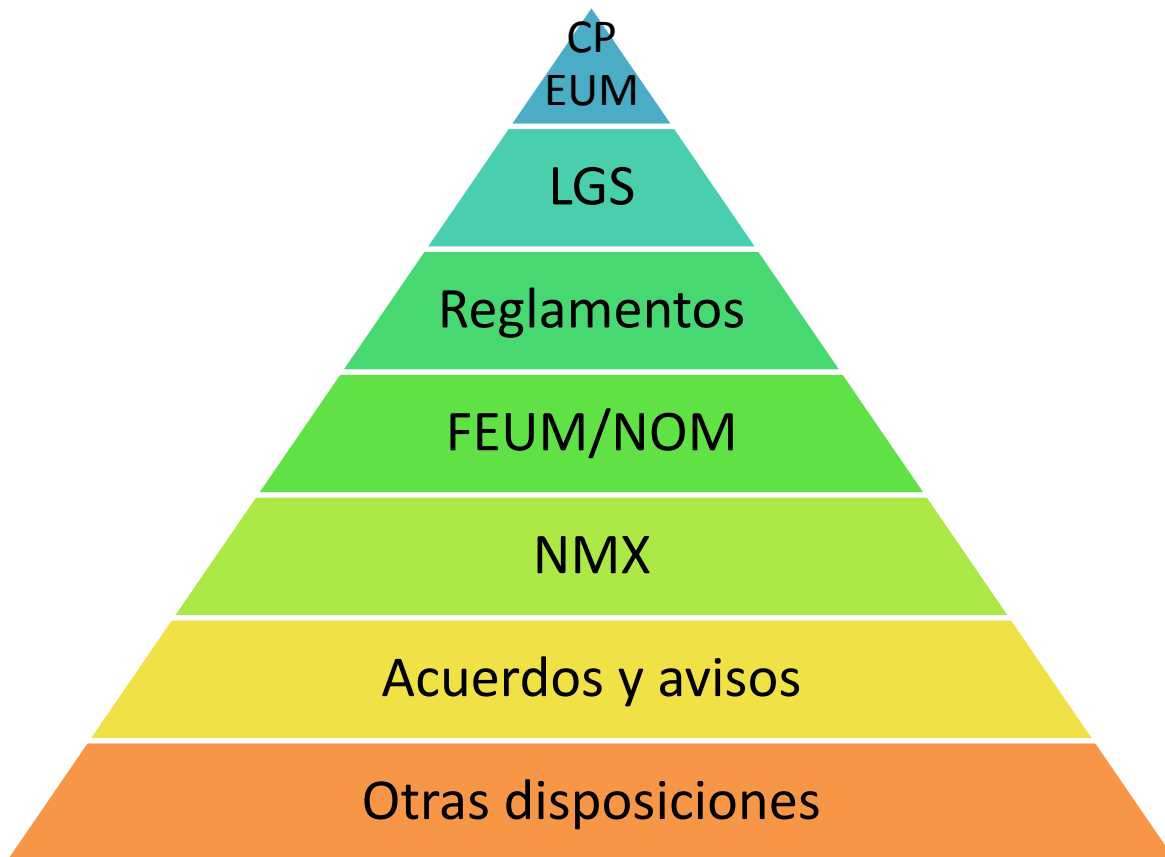 CP
EUM
LGS
Reglamentos
FEUM/NOM
NMX
Acuerdos y avisos
Otras disposiciones